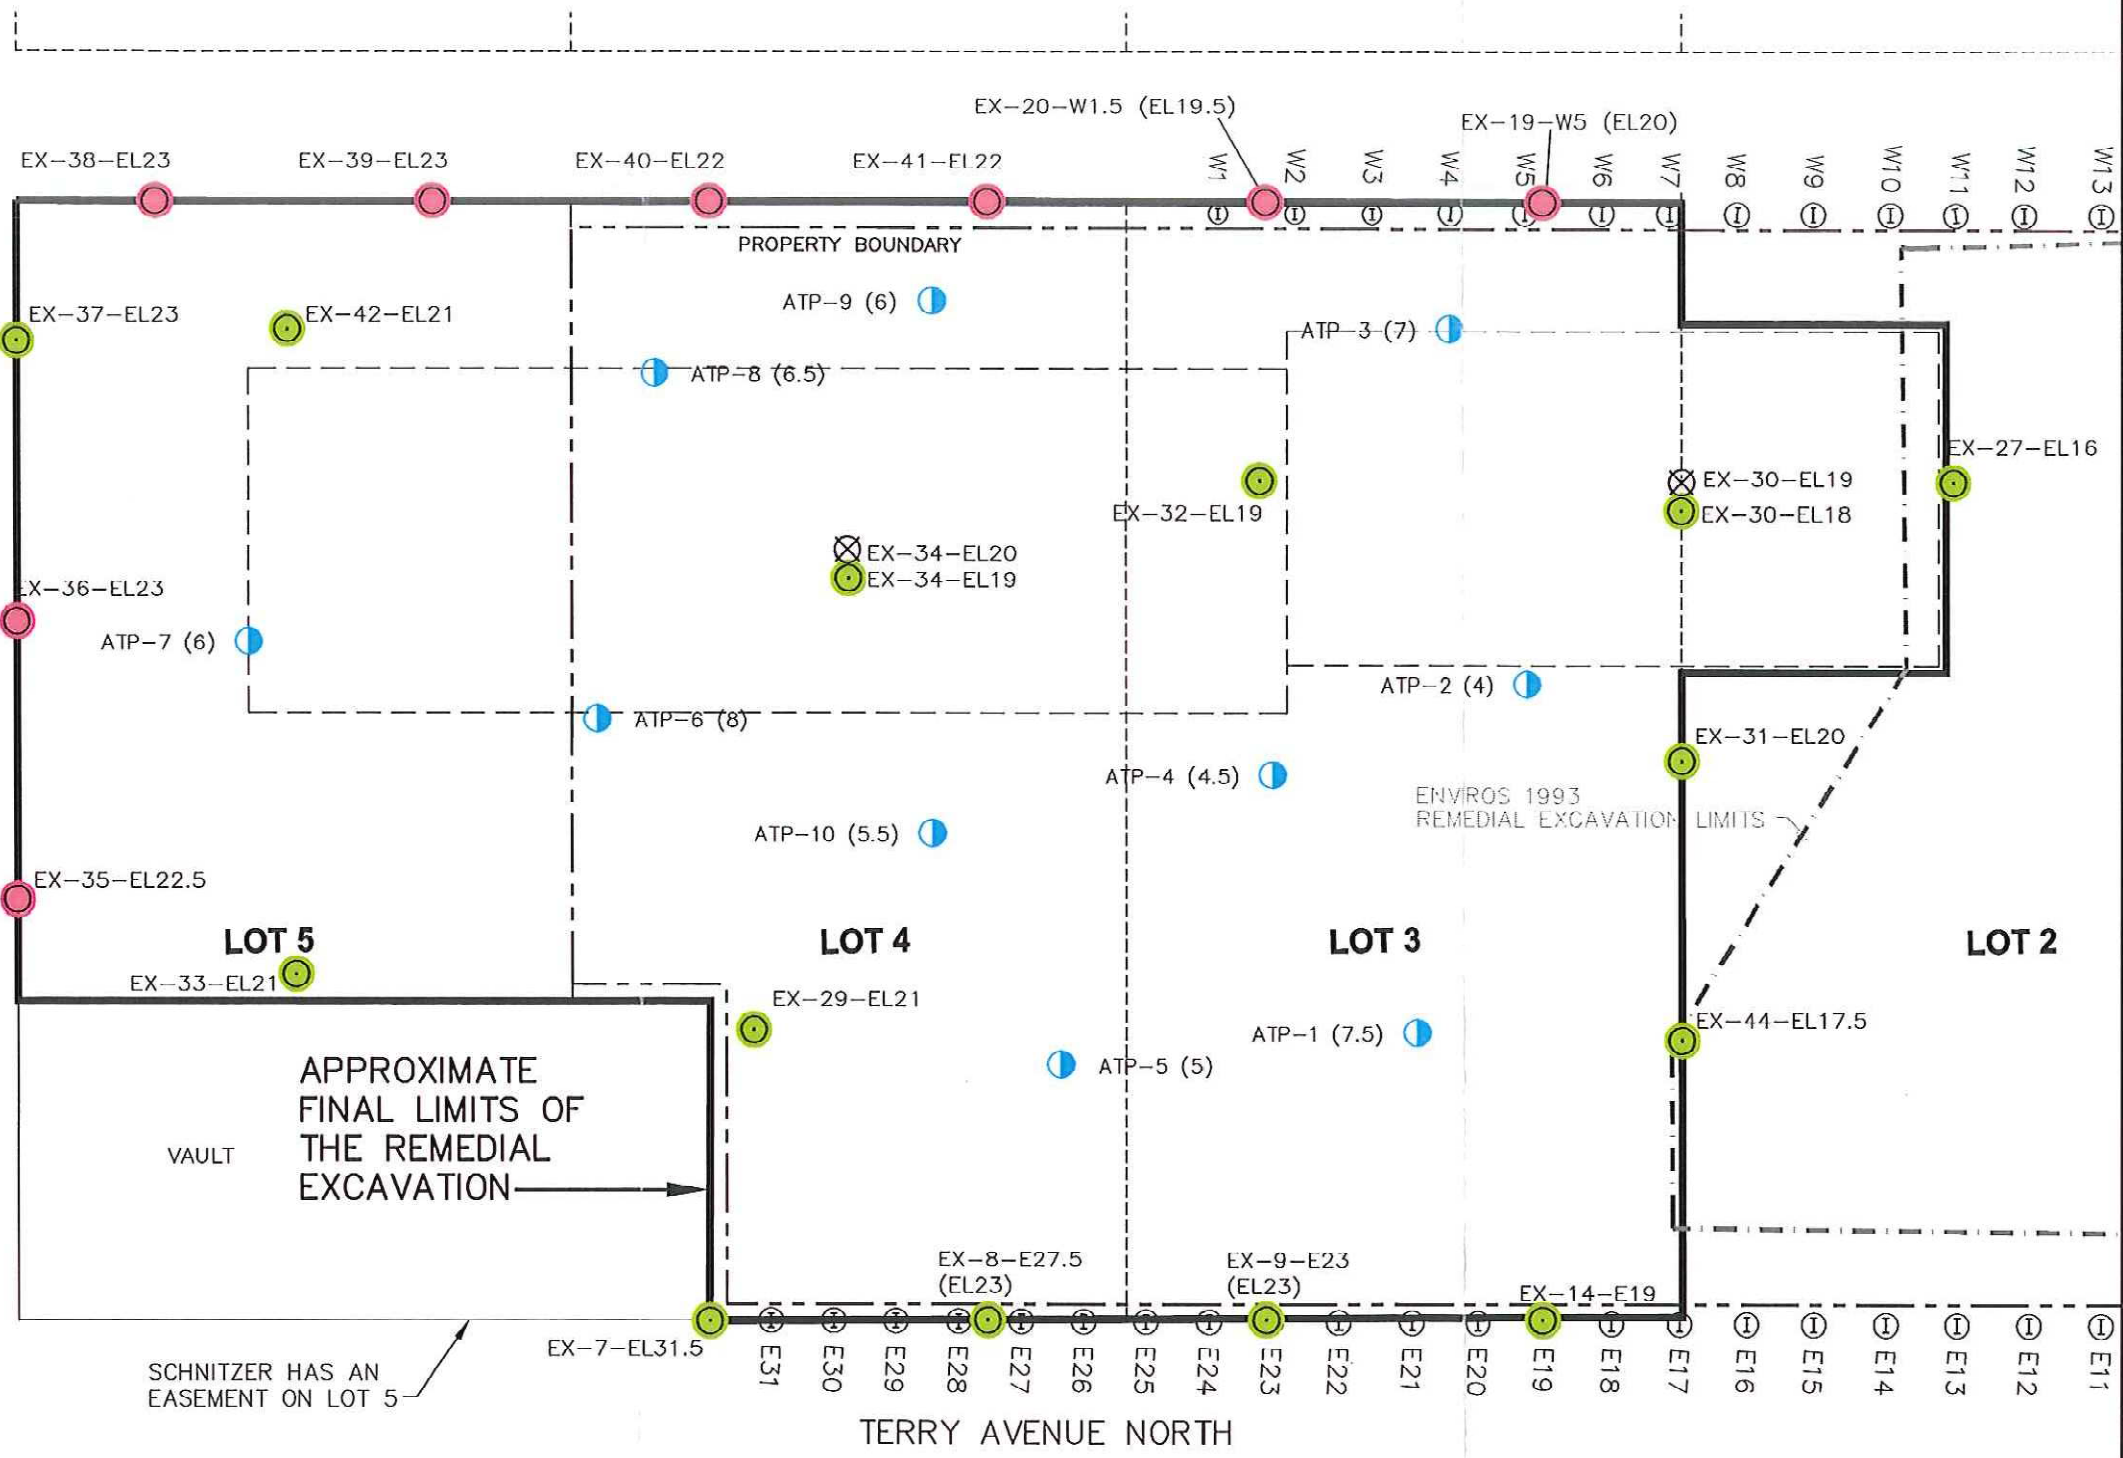 EX-20-W1.5 (EL19.5)
EX-19-W5 (EL20)
EX-38-EL23
EX-39-EL23
EX-40-EL22
EX-41-EL22
W1
W2
W3
W4
W5
W6
W7
W8
W9
W10
W11
W12
W13
PROPERTY BOUNDARY
ATP-9 (6)
EX-37-EL23
EX-42-EL21
ATP-3 (7)
ATP-8 (6.5)
EX-27-EL16
EX-30-EL19
EX-30-EL18
EX-32-EL19
EX-34-EL20
EX-34-EL19
EX-36-EL23
ATP-7 (6)
ATP-2 (4)
ATP-6 (8)
EX-31-EL20
ATP-4 (4.5)
ENVIROS 1993
REMEDIAL EXCAVATION LIMITS
ATP-10 (5.5)
EX-35-EL22.5
LOT 5
LOT 4
LOT 3
LOT 2
EX-33-EL21
EX-29-EL21
EX-44-EL17.5
ATP-1 (7.5)
ATP-5 (5)
APPROXIMATE
FINAL LIMITS OF
THE REMEDIAL
EXCAVATION
VAULT
EX-8-E27.5
(EL23)
EX-9-E23
(EL23)
EX-14-E19
EX-7-EL31.5
E31
E30
E29
E28
E27
E26
E25
E24
E23
E22
E21
E20
E19
E18
E17
E16
E15
E14
E13
E12
E11
SCHNITZER HAS AN
EASEMENT ON LOT 5
TERRY AVENUE NORTH